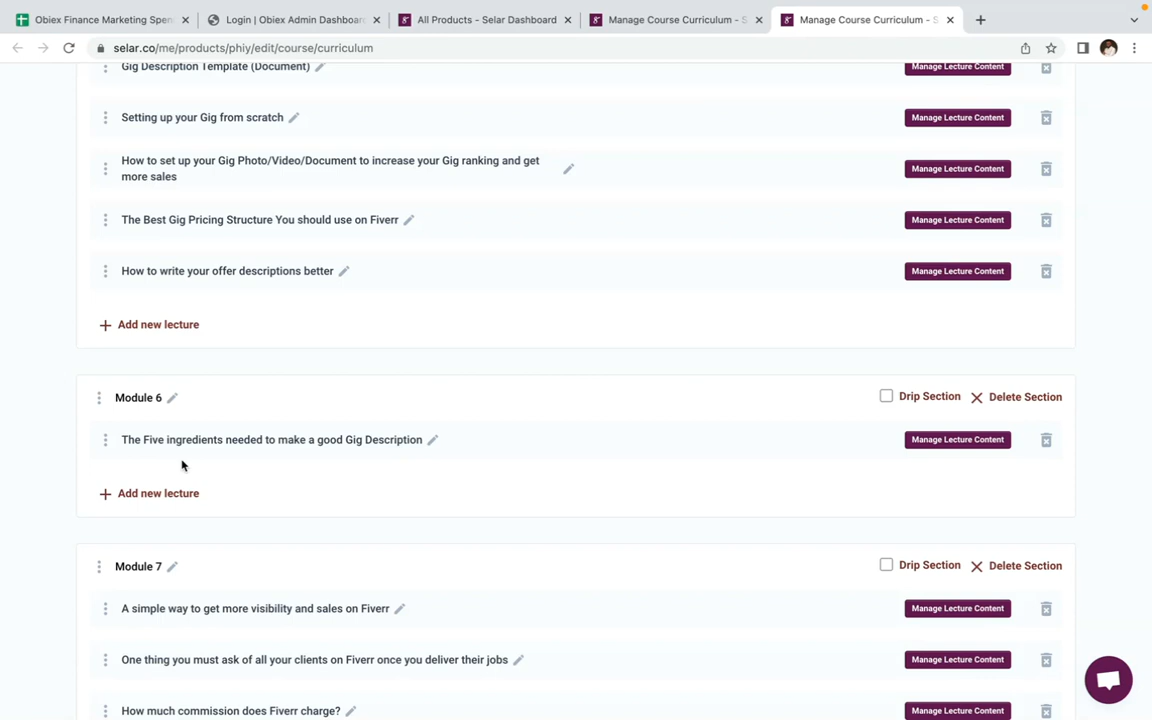 Obiex Finance Marketing Spen
Login | Obiex Admin Dashboar
All Products - Selar Dashboard
Manage Course Curriculum - S
Manage Course Curriculum - S
selar.co/me/products/phiy/edit/course/curriculum
Gig Description Template (Document)
Manage Lecture Content
Setting up your Gig from scratch
Manage Lecture Content
How to set up your Gig Photo/Video/Document to increase your Gig ranking and get
more sales
Manage Lecture Content
The Best Gig Pricing Structure You should use on Fiverr
Manage Lecture Content
How to write your offer descriptions better
Manage Lecture Content
+ Add new lecture
Module 6
Drip Section
Delete Section
The Five ingredients needed to make a good Gig Description
Manage Lecture Content
+ Add new lecture
Module 7
Drip Section
Delete Section
A simple way to get more visibility and sales on Fiverr
Manage Lecture Content
One thing you must ask of all your clients on Fiverr once you deliver their jobs
Manage Lecture Content
How much commission does Fiverr charge?
Manage Lecture Content